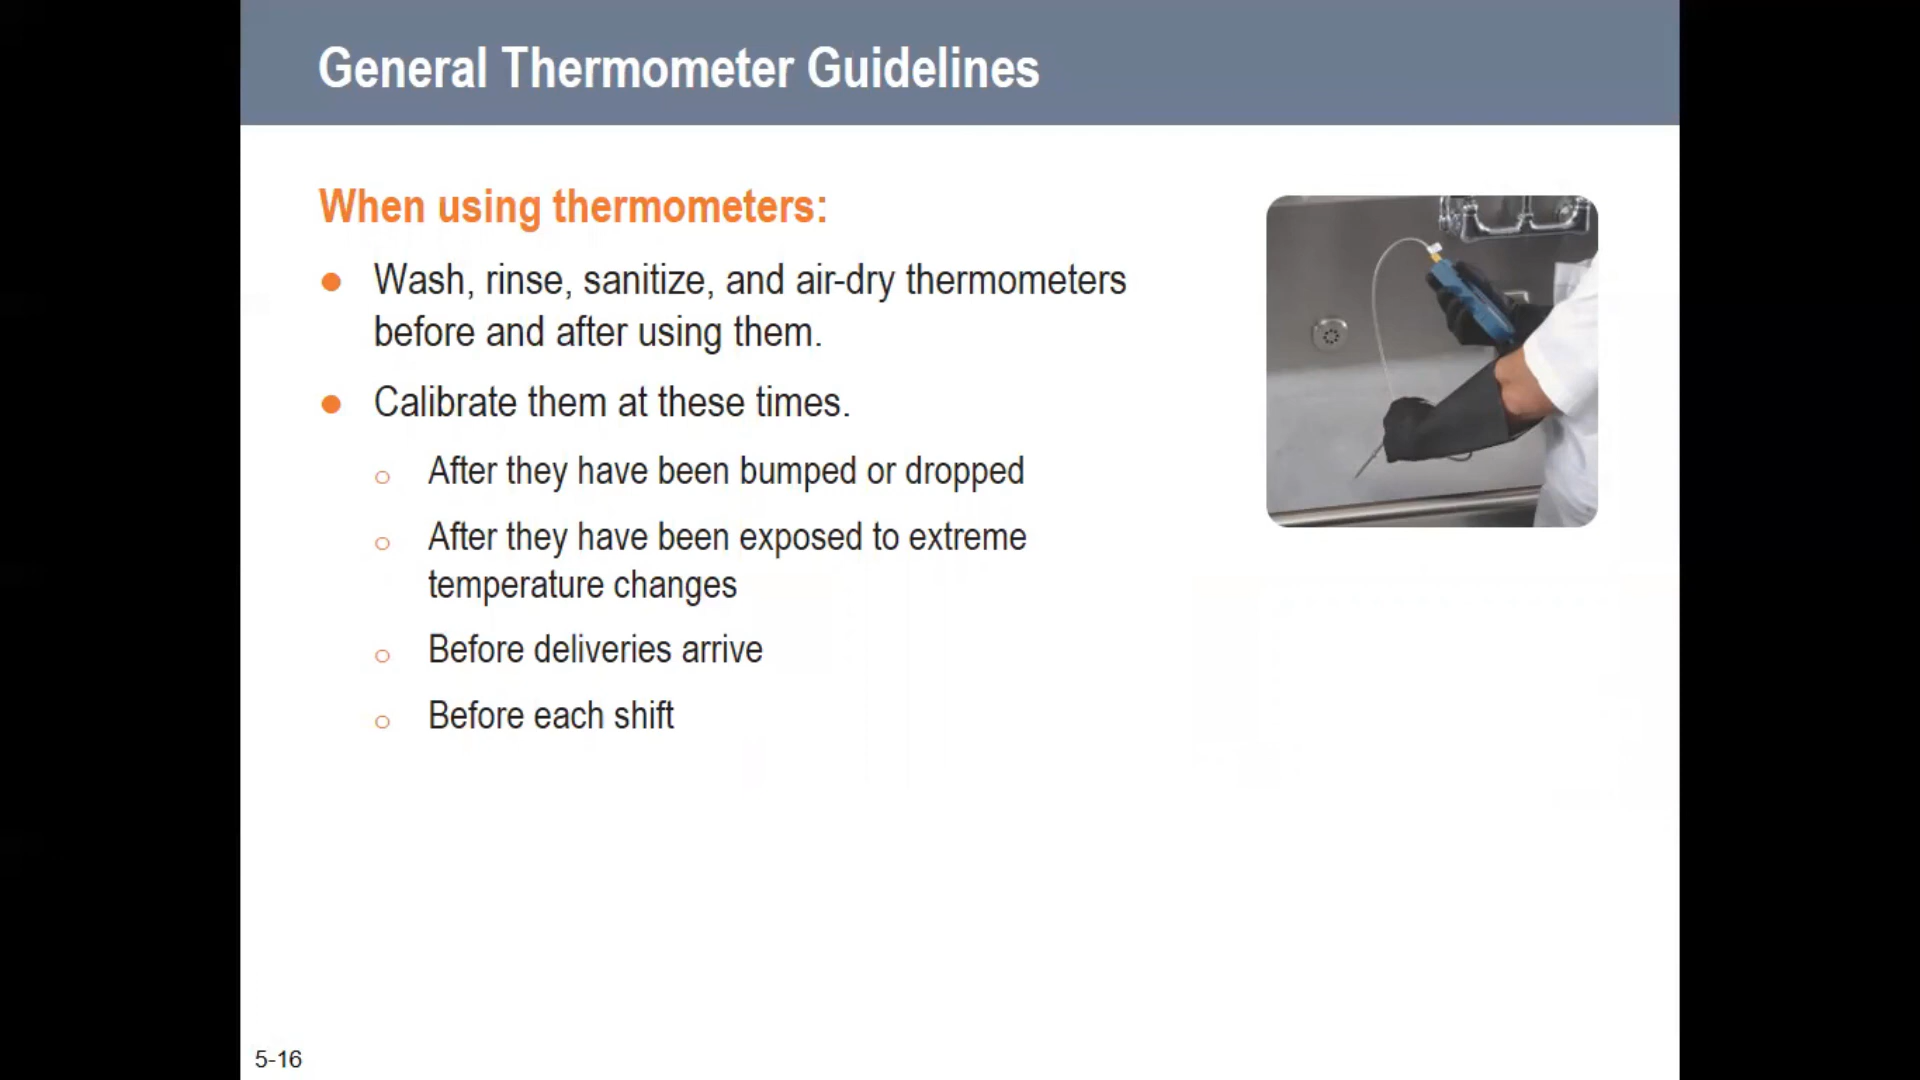 General Thermometer Guidelines
When using thermometers:
Wash, rinse, sanitize, and air-dry thermometers
before and after using them.
Calibrate them at these times.
After they have been bumped or dropped
After they have been exposed to extreme
temperature changes
Before deliveries arrive
Before each shift
5-16